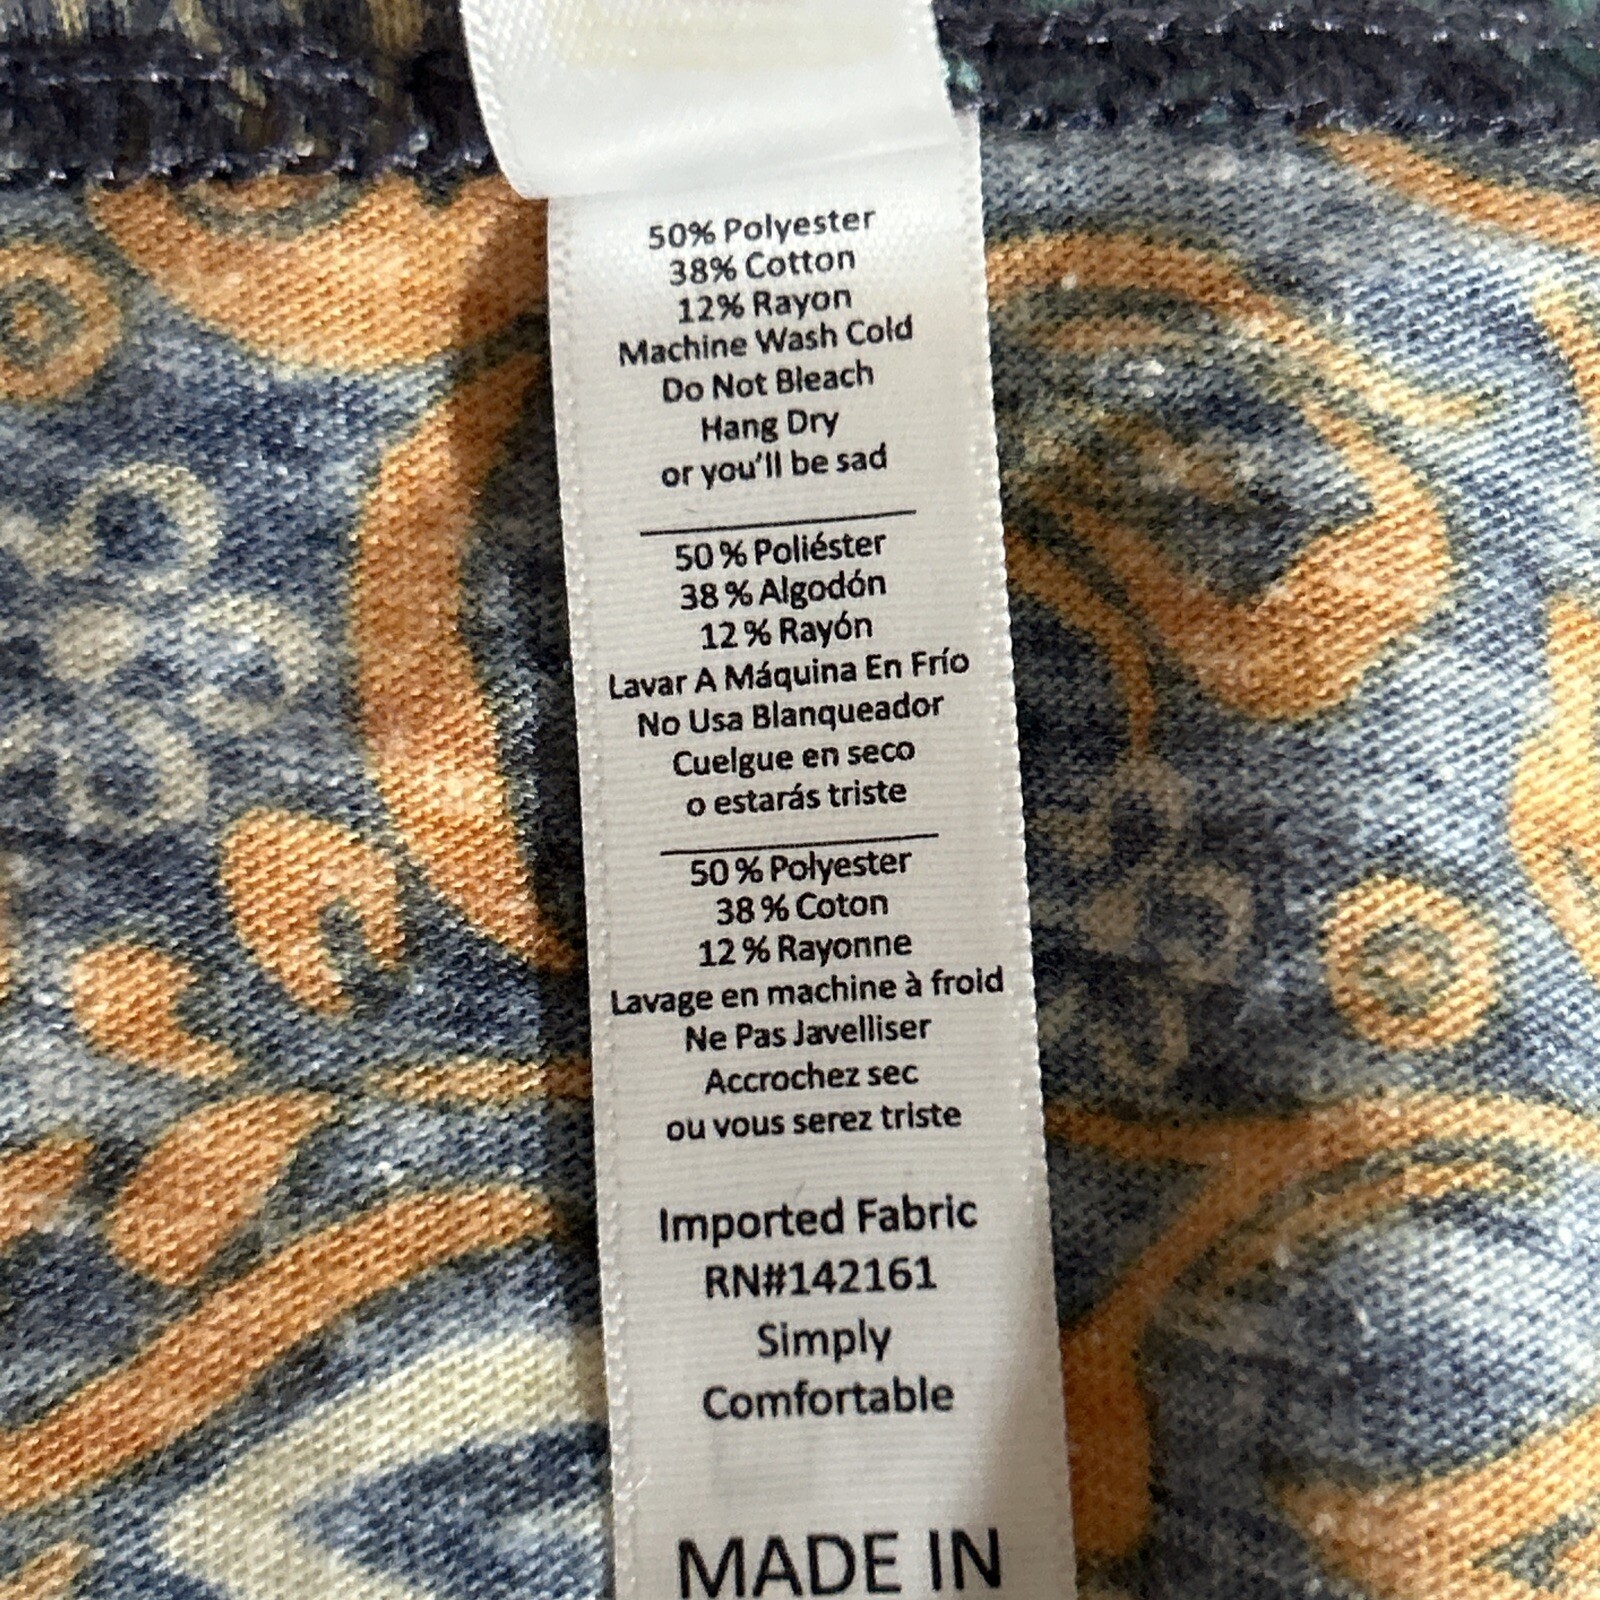 50% Polyester
38% Cotton
12% Rayon
Machine Wash Cold
Do Not Bleach
Hang Dry
or you'll be sad
50 % Poliéster
38 % Algodón
12 % Rayón
Lavar A Máquina En Frío
No Usa Blanqueador
Cuelgue en seco
o estarás triste
50 % Polyester
38 % Coton
12 % Rayonne
Lavage en machine à froid
Ne Pas Javelliser
Accrochez sec
ou vous serez triste
Imported Fabric
RN#142161
Simply
Comfortable
MADE IN